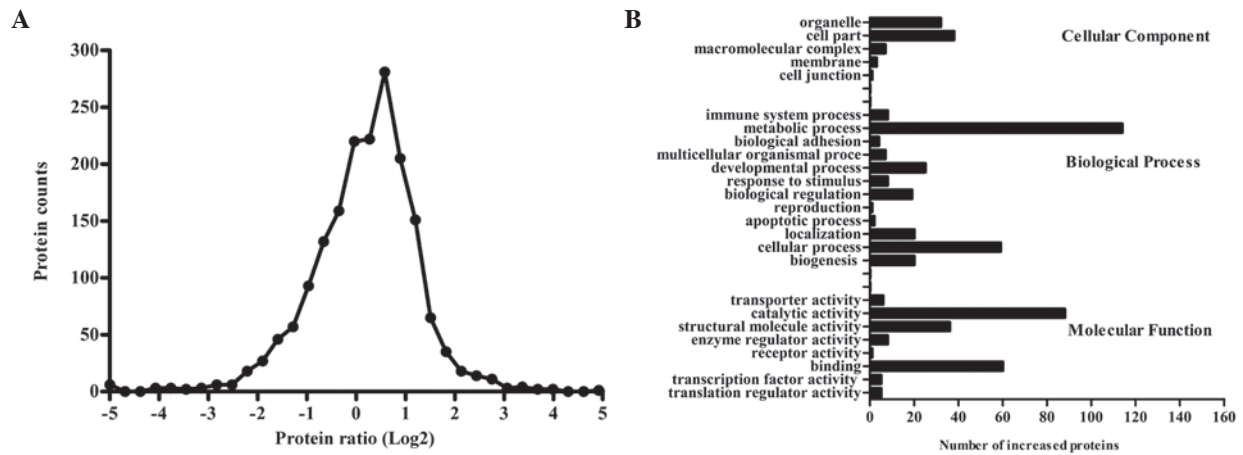 A
300
250
200
150
100
50
0
Protein counts
-5 -4 -3 -2 -1 0 1 2 3 4 5
Protein ratio (Log2)
B
organelle
cell part
macromolecular complex
membrane
cell junction
Cellular Component
immune system process
metabolic process
biological adhesion
multicellular organismal proce
developmental process
response to stimulus
biological regulation
reproduction
apoptotic process
localization
cellular process
biogenesis
Biological Process
transporter activity
catalytic activity
structural molecule activity
enzyme regulator activity
receptor activity
binding
transcription factor activity
translation regulator activity
Molecular Function
0 20 40 60 80 100 120 140 160
Number of increased proteins